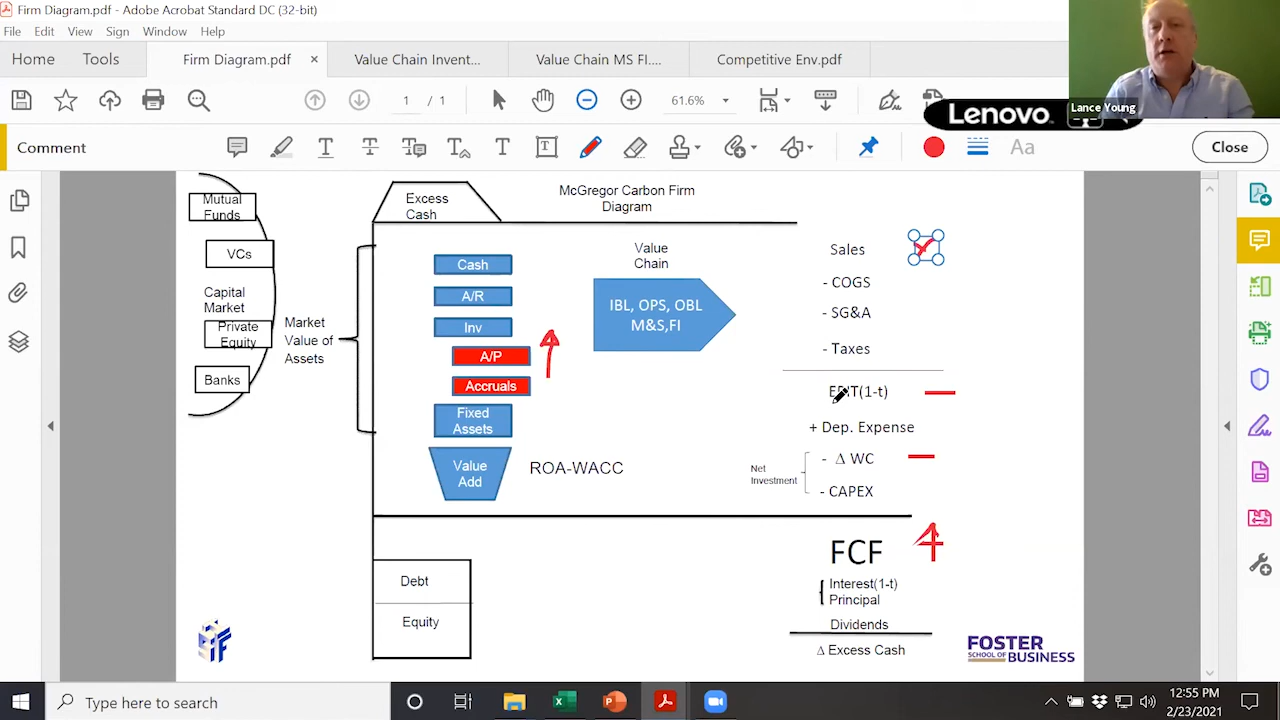 Firm Diagram.pdf - Adobe Acrobat Standard DC (32-bit)
File Edit View Sign Window Help
Home Tools Firm Diagram.pdf × Value Chain Invent... Value Chain MS FI.... Competitive Env.pdf
1 / 1 61.6%
Lance Young
Lenovo
Comment
Aa
Close
Mutual
Funds
VCs
Capital
Market
Private
Equity
Banks
Market
Value of
Assets
Excess
Cash
McGregor Carbon Firm
Diagram
Cash
A/R
Inv
A/P
Accruals
Fixed
Assets
Value
Add
ROA-WACC
Value
Chain
IBL, OPS, OBL
M&S,FI
Sales
- COGS
- SG&A
- Taxes
EBIT(1-t)
+ Dep. Expense
- Δ WC
- CAPEX
Net
Investment
FCF
Interest(1-t)
Principal
Dividends
Δ Excess Cash
Debt
Equity
FOSTER
SCHOOL OF BUSINESS
Type here to search
12:55 PM
2/23/2021